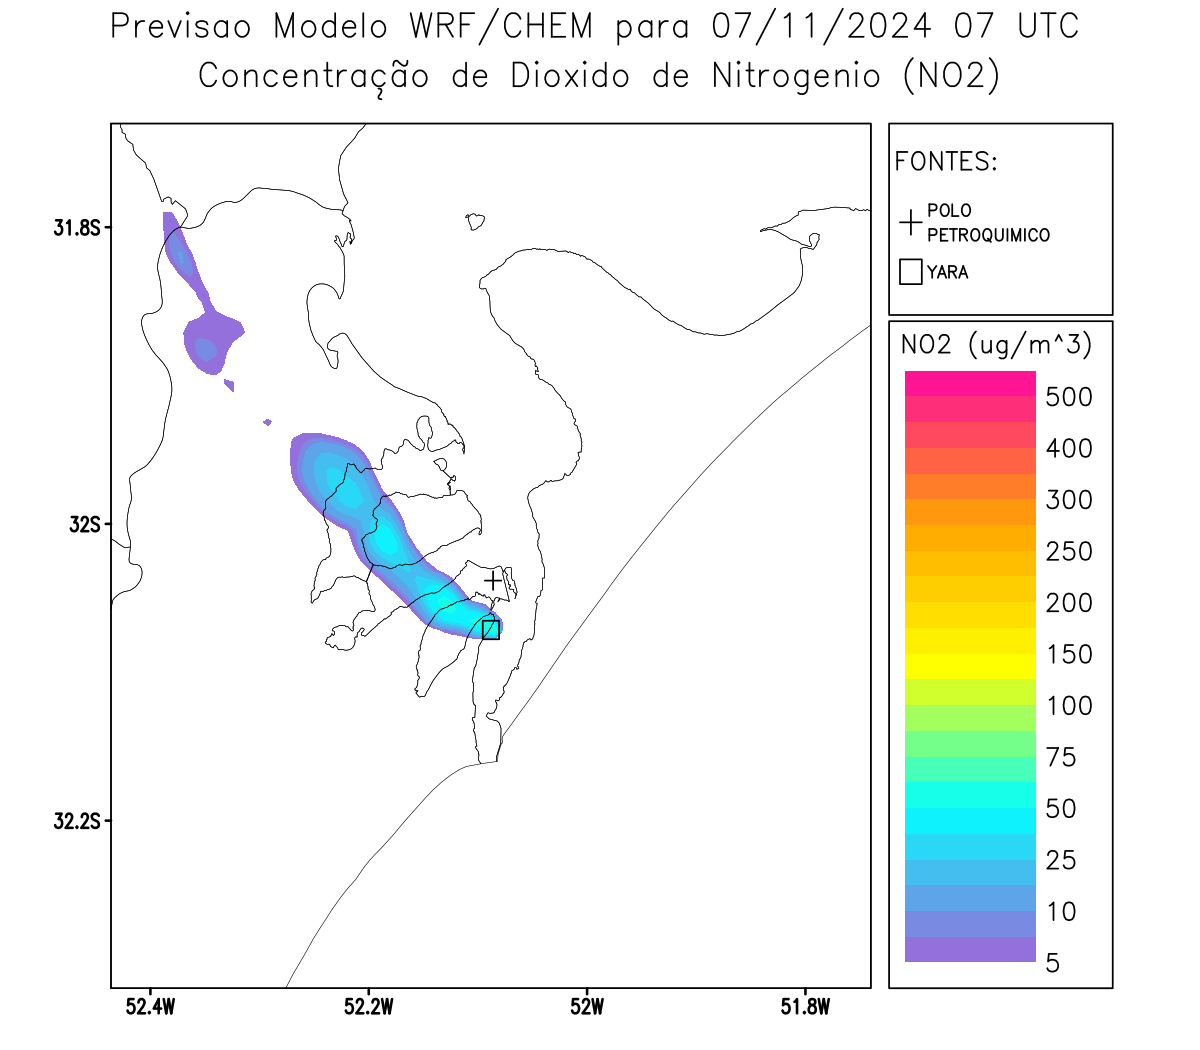 Previsao Modelo WRF/CHEM para 07/11/2024 07 UTC
Concentração de Dioxido de Nitrogenio (NO2)
FONTES:
POLO
PETROQUIMICO
YARA
NO2 (ug/m^3)
500
400
300
250
200
150
100
75
50
25
10
5
31.8S
32S
32.2S
52.4W
52.2W
52W
51.8W